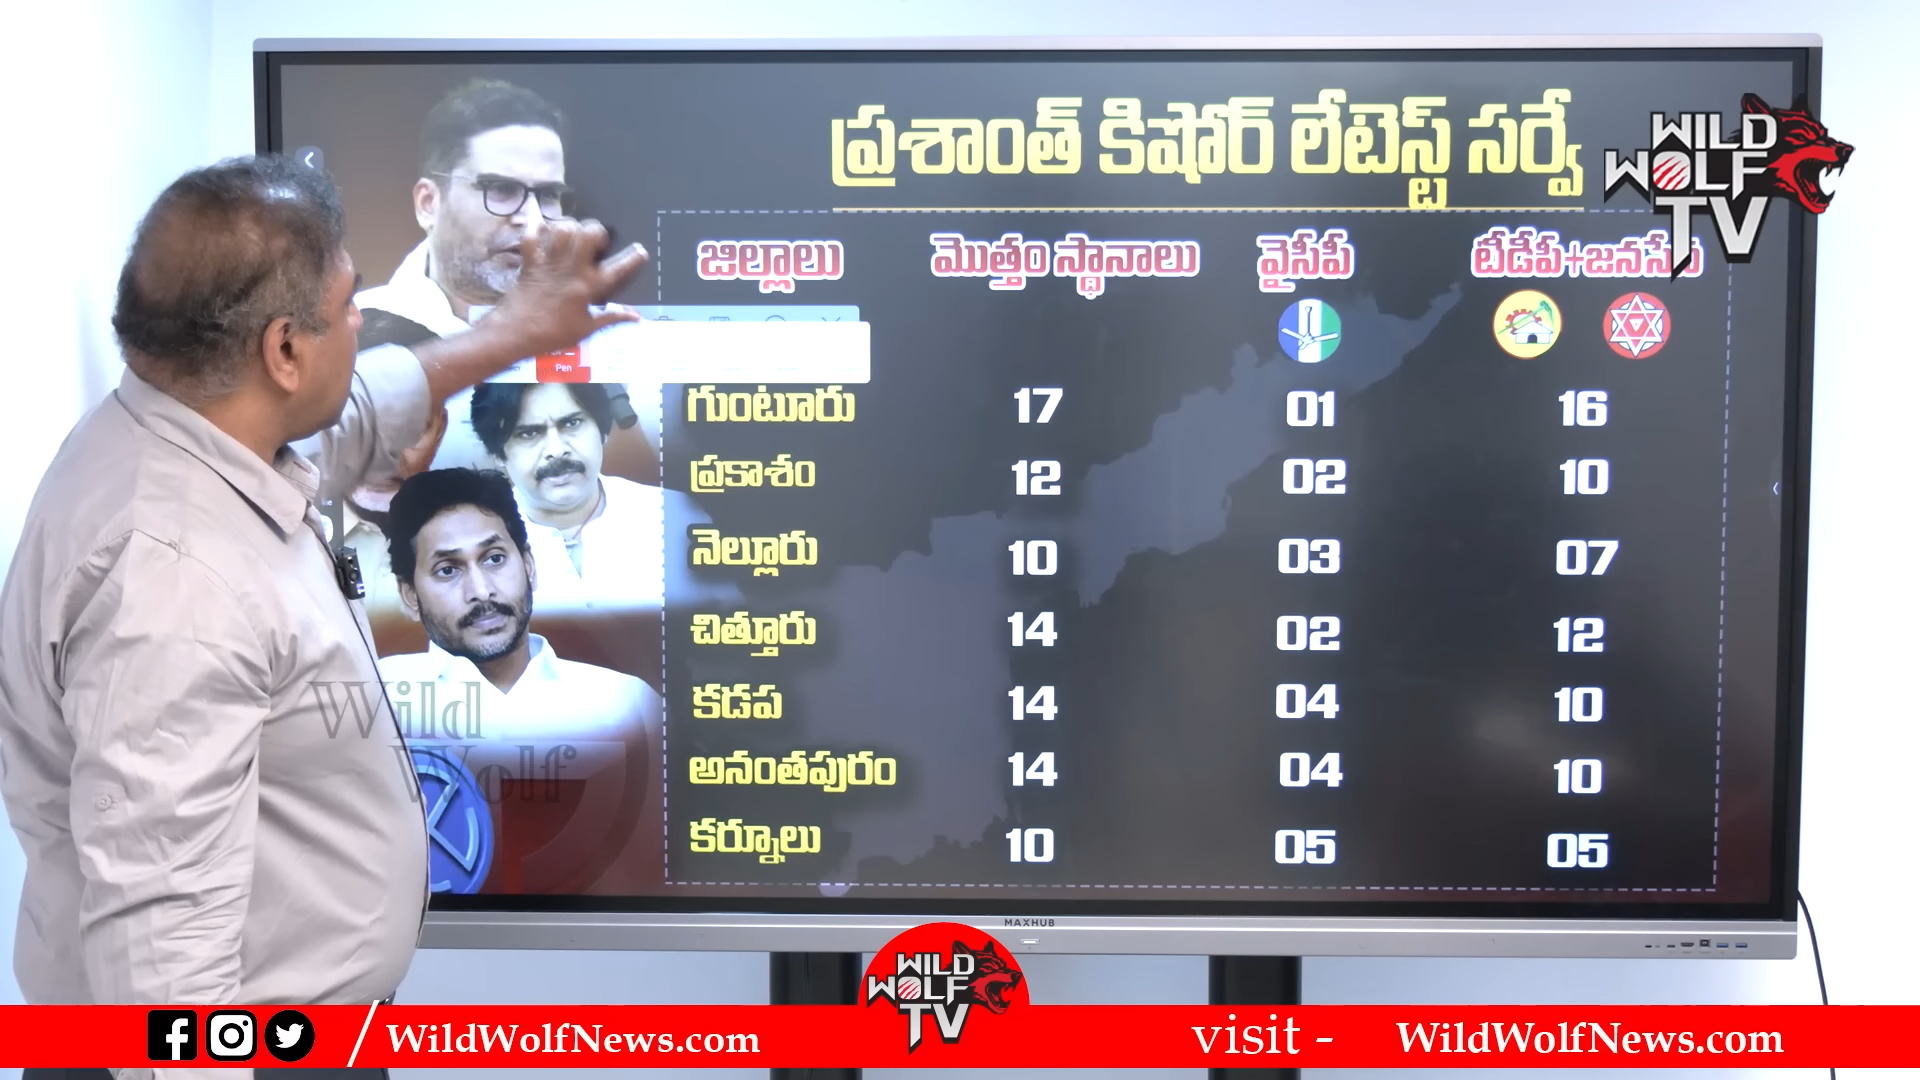 ప్రశాంత్ కిషోర్ లేటెస్ట్ సర్వే
WILD
WOLF
TV
జిల్లాలు మొత్తం స్థానాలు వైసీపీ టీడీపీ+జనసేన
Pen
గుంటూరు 17 01 16
ప్రకాశం 12 02 10
నెల్లూరు 10 03 07
చిత్తూరు 14 02 12
కడప 14 04 10
అనంతపురం 14 04 10
కర్నూలు 10 05 05
Wild
Wolf
MAXHUB
WILD
WOLF
TV
WildWolfNews.com visit - WildWolfNews.com